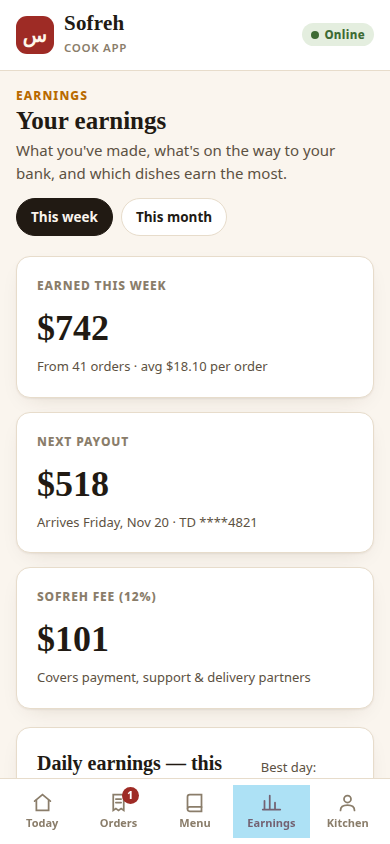 س
Sofreh
COOK APP
Online
EARNINGS
Your earnings
What you've made, what's on the way to your
bank, and which dishes earn the most.
This week
This month
EARNED THIS WEEK
$742
From 41 orders · avg $18.10 per order
NEXT PAYOUT
$518
Arrives Friday, Nov 20 · TD ****4821
SOFREH FEE (12%)
$101
Covers payment, support & delivery partners
Daily earnings — this
Best day:
1
Today
Orders
Menu
Earnings
Kitchen